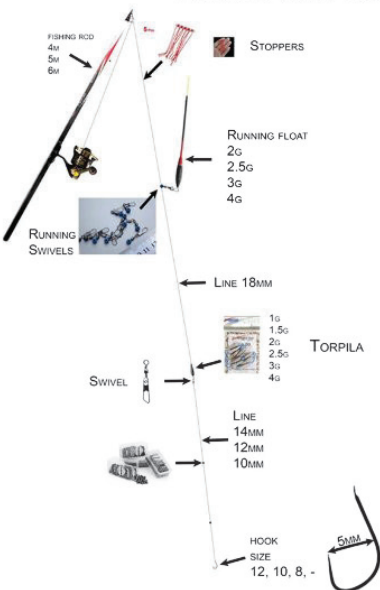 5mm
STOPPERS
FISHING ROD
4M
5M
6M
RUNNING FLOAT
2G
2.5G
3G
4G
RUNNING
SWIVELS
LINE 18MM
1G
1.5G
2G
2.5G
3G
4G
TORPILA
SWIVEL
LINE
14MM
12MM
10MM
HOOK
SIZE
12, 10, 8, -
5MM